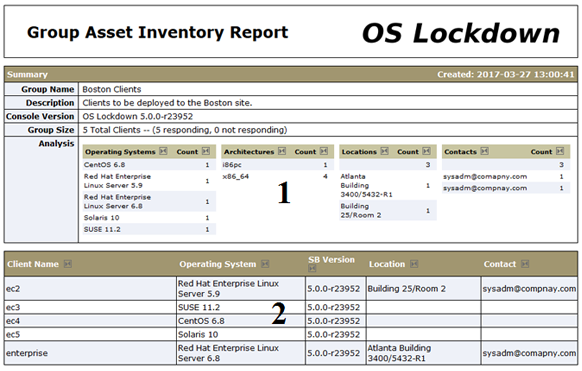 Group Asset Inventory Report
OS Lockdown
Summary Created: 2017-03-27 13:00:41
Group Name Boston Clients
Description Clients to be deployed to the Boston site.
Console Version OS Lockdown 5.0.0-r23952
Group Size 5 Total Clients -- (5 responding, 0 not responding)
Analysis
Operating Systems Count
CentOS 6.8 1
Red Hat Enterprise
Linux Server 5.9 1
Red Hat Enterprise
Linux Server 6.8 1
Solaris 10 1
SUSE 11.2 1
Architectures Count
i86pc 1
x86_64 4
1
Locations Count
3
Atlanta
Building
3400/5432-R1 1
Building
25/Room 2 1
Contacts Count
3
sysadm@comapny.com 1
sysadm@compnay.com 1
Client Name Operating System SB Version Location Contact
ec2 Red Hat Enterprise Linux
Server 5.9 5.0.0-r23952 Building 25/Room 2 sysadm@compnay.com
ec3 SUSE 11.2 5.0.0-r23952
ec4 CentOS 6.8 5.0.0-r23952
2
ec5 Solaris 10 5.0.0-r23952
enterprise Red Hat Enterprise Linux
Server 6.8 5.0.0-r23952 Atlanta Building
3400/5432-R1 sysadm@comapny.com